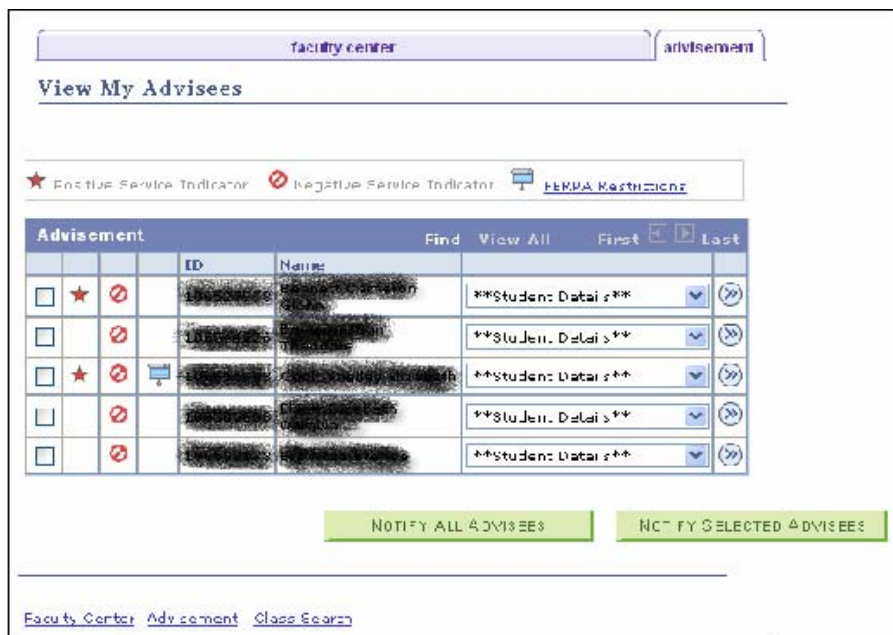 faculty center advisement
View My Advisees
Positive Service Indicator Negative Service Indicator FERPA Restrictions
Advisement Find View All First Last
ID Name
**Student Details**
**Student Details**
**Student Details**
**Student Details**
**Student Details**
NOTIFY ALL ADVISEES NOTIFY SELECTED ADVISEES
Faculty Center Advisement Class Search